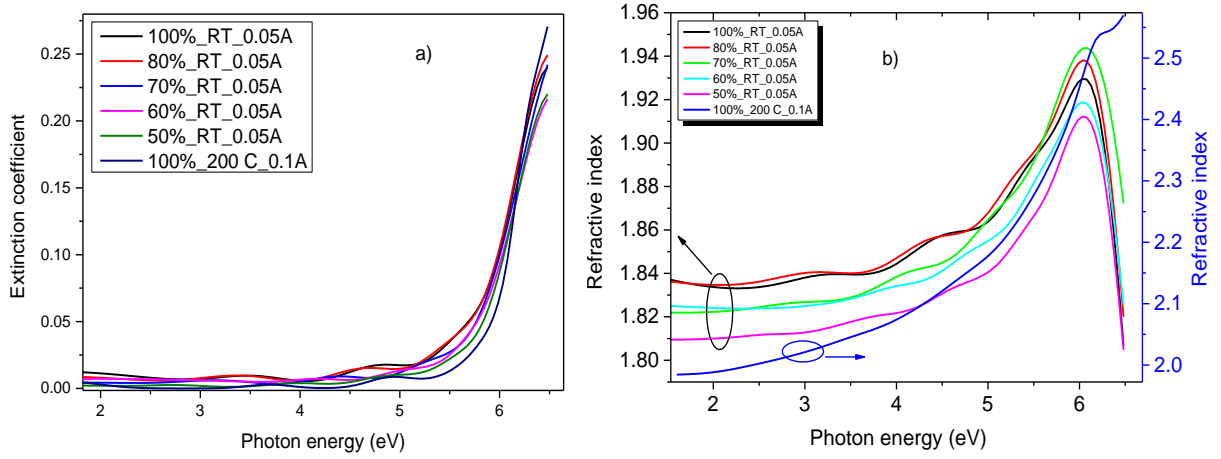 a)
100%_RT_0.05A
80%_RT_0.05A
70%_RT_0.05A
60%_RT_0.05A
50%_RT_0.05A
100%_200 C_0.1A
Extinction coefficient
0.25
0.20
0.15
0.10
0.05
0.00
2 3 4 5 6
Photon energy (eV)
b)
100%_RT_0.05A
80%_RT_0.05A
70%_RT_0.05A
60%_RT_0.05A
50%_RT_0.05A
100%_200 C_0.1A
Refractive index
1.96
1.94
1.92
1.90
1.88
1.86
1.84
1.82
1.80
2 3 4 5 6
Photon energy (eV)
2.5
2.4
2.3
2.2
2.1
2.0
Refractive index